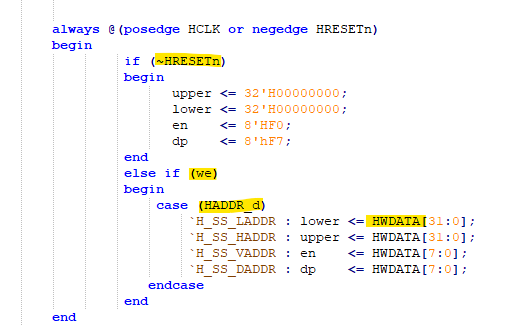 always @(posedge HCLK or negedge HRESETn)
begin
if (~HRESETn)
begin
upper <= 32'H00000000;
lower <= 32'H00000000;
en <= 8'HF0;
dp <= 8'hF7;
end
else if (we)
begin
case (HADDR_d)
`H_SS_LADDR : lower <= HWDATA[31:0];
`H_SS_HADDR : upper <= HWDATA[31:0];
`H_SS_VADDR : en <= HWDATA[7:0];
`H_SS_DADDR : dp <= HWDATA[7:0];
endcase
end
end